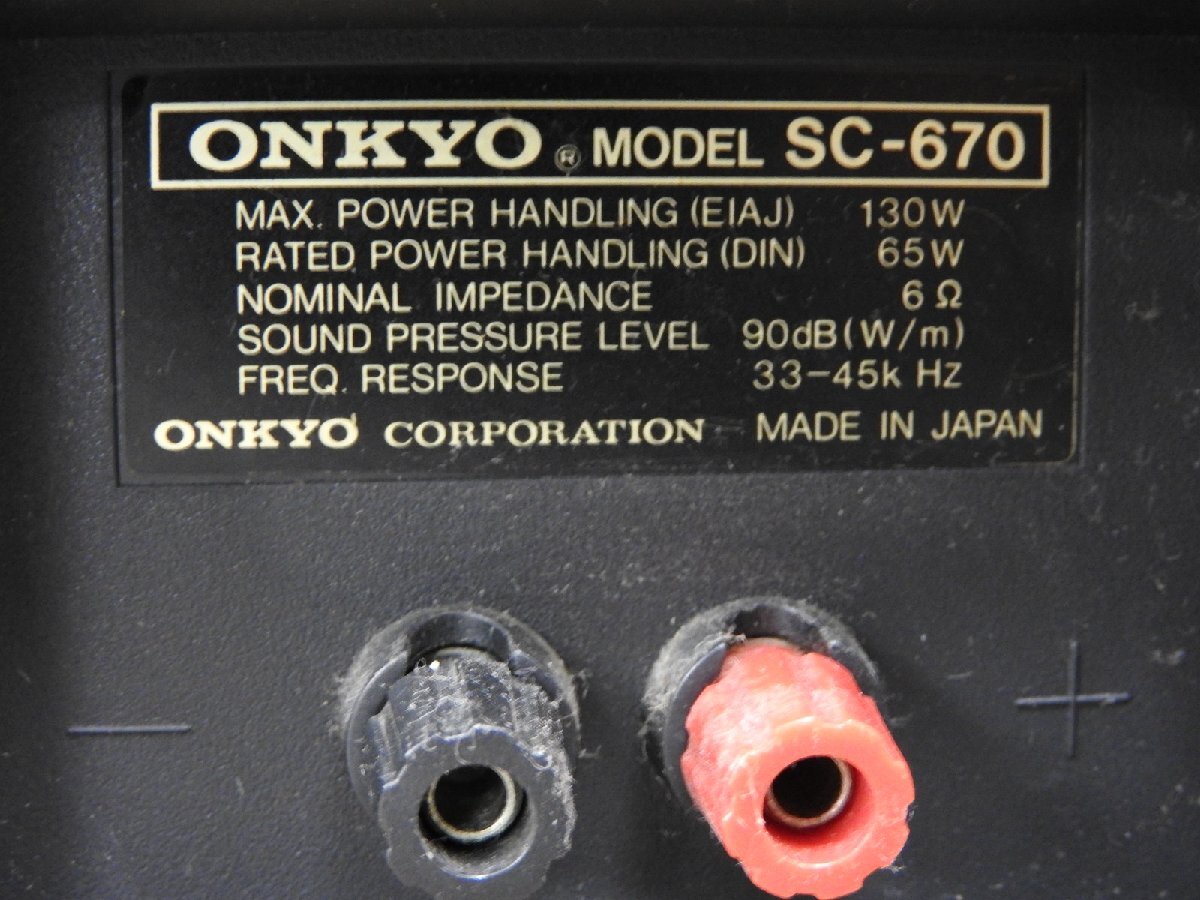 ONKYO ® MODEL SC-670
MAX. POWER HANDLING (EIAJ) 130W
RATED POWER HANDLING (DIN) 65W
NOMINAL IMPEDANCE 6 Ω
SOUND PRESSURE LEVEL 90dB(W/m)
FREQ. RESPONSE 33-45k Hz
ONKYO CORPORATION MADE IN JAPAN
− +